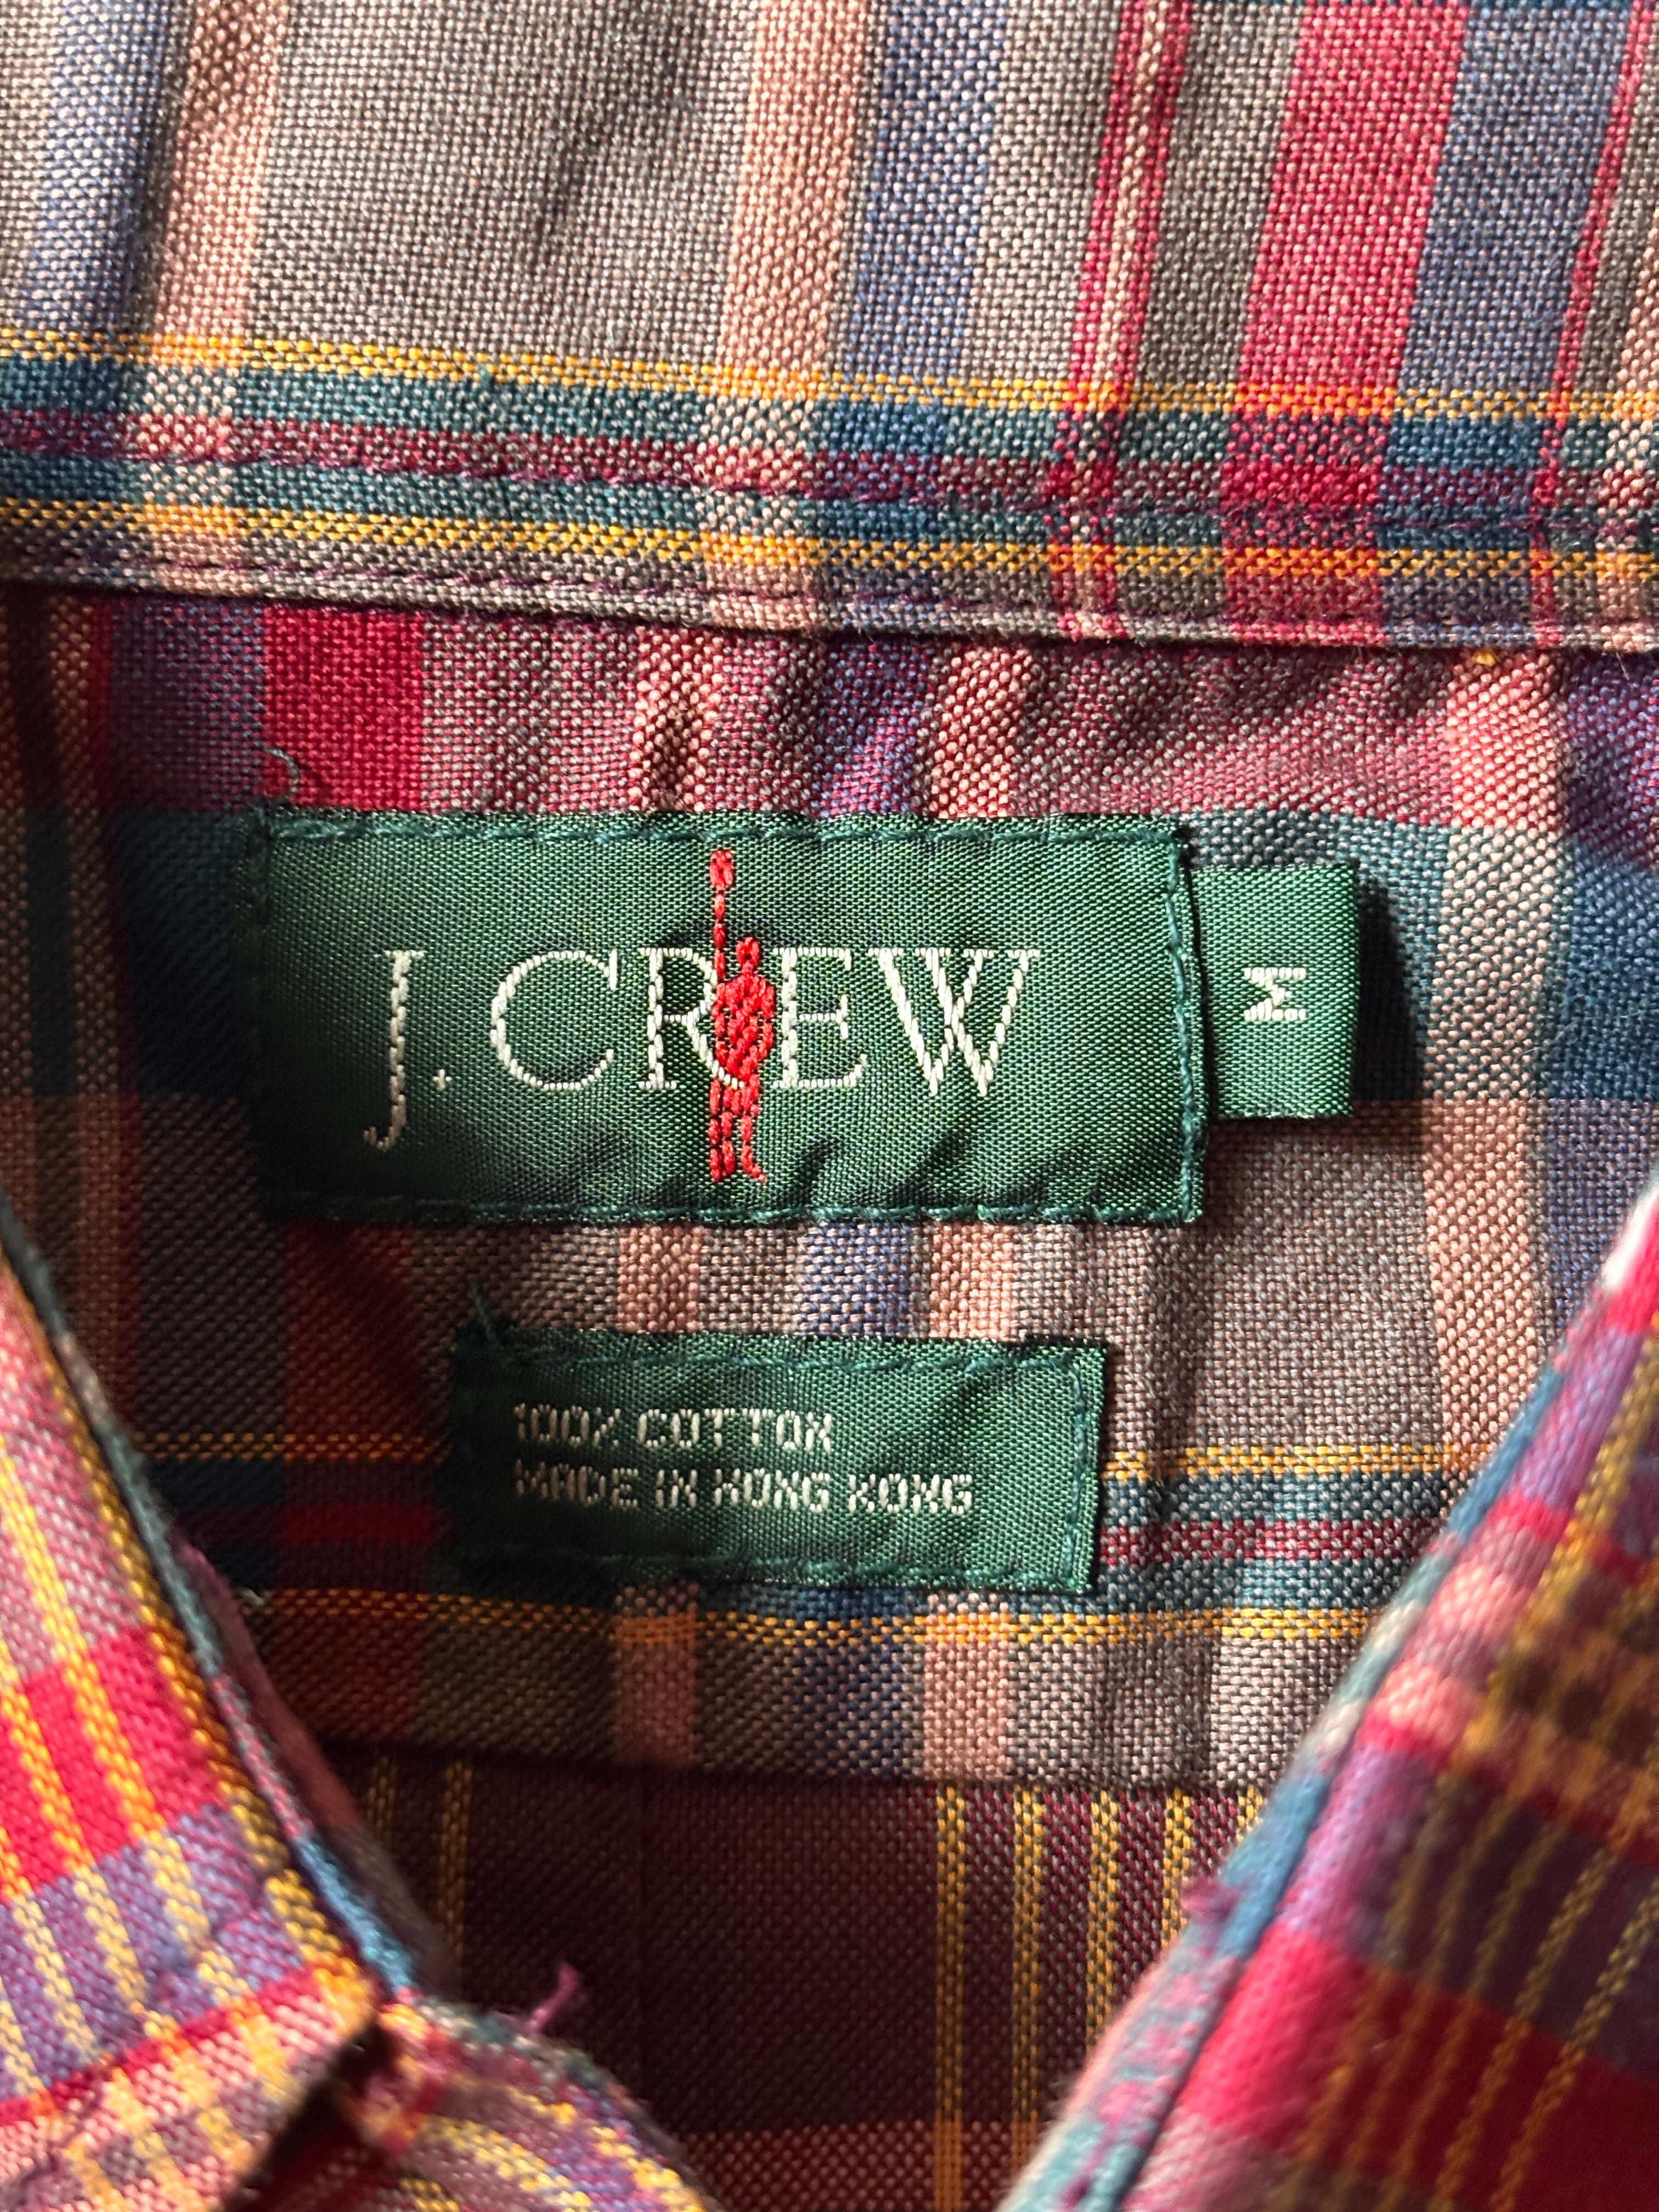 J.CREW
M
100% COTTON
MADE IN HONG KONG